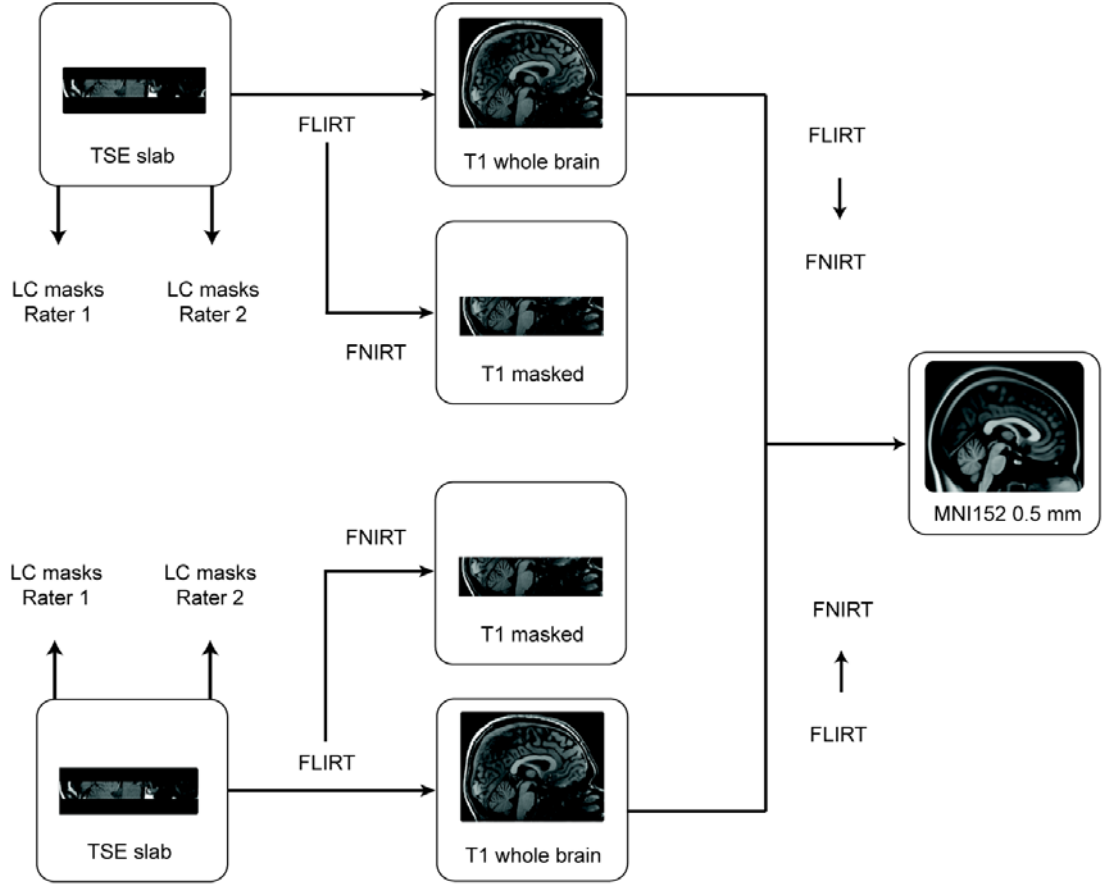 TSE slab
FLIRT
T1 whole brain
FLIRT
FNIRT
LC masks
Rater 1
LC masks
Rater 2
FNIRT
T1 masked
MNI152 0.5 mm
LC masks
Rater 1
LC masks
Rater 2
FNIRT
T1 masked
FNIRT
FLIRT
TSE slab
FLIRT
T1 whole brain